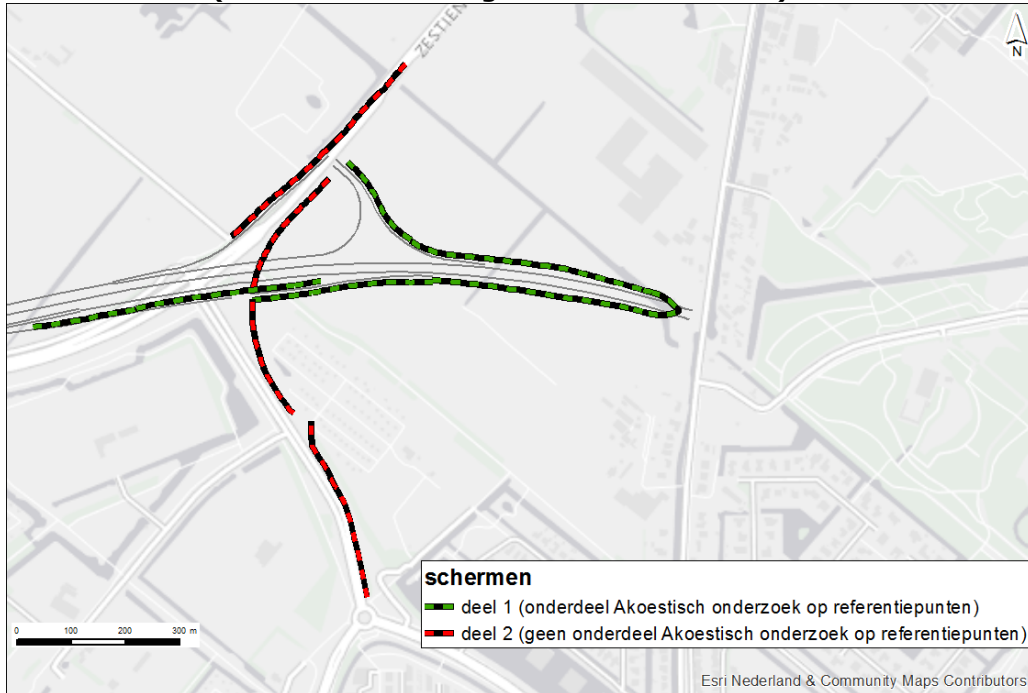 ZESTIEN
N
schermen
deel 1 (onderdeel Akoestisch onderzoek op referentiepunten)
deel 2 (geen onderdeel Akoestisch onderzoek op referentiepunten)
0 100 200 300 m
Esri Nederland & Community Maps Contributors